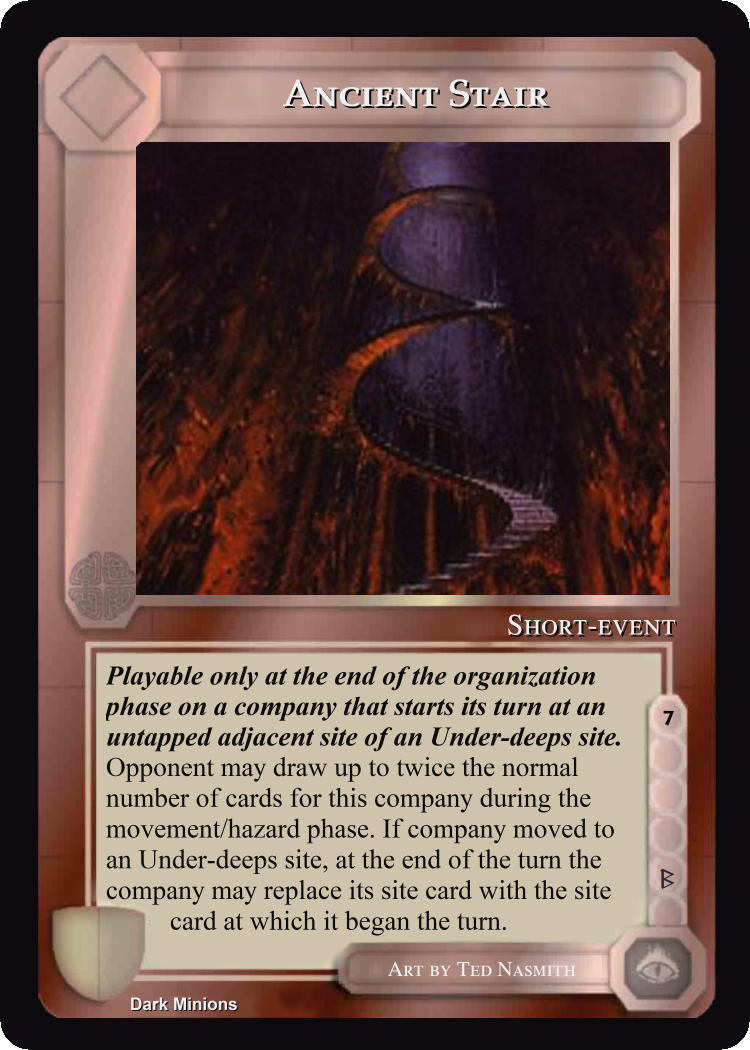 Ancient Stair
Short-event
Playable only at the end of the organization
phase on a company that starts its turn at an
untapped adjacent site of an Under-deeps site.
Opponent may draw up to twice the normal
number of cards for this company during the
movement/hazard phase. If company moved to
an Under-deeps site, at the end of the turn the
company may replace its site card with the site
card at which it began the turn.
7
ᛒ
Art by Ted Nasmith
Dark Minions